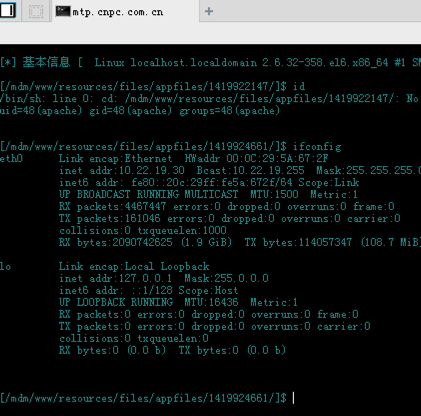 mtp.cnpc.com.cn
[*] 基本信息 [  Linux localhost.localdomain 2.6.32-358.el6.x86_64 #1 SM
[/mdm/www/resources/files/appfiles/1419922147/]$ id
/bin/sh: line 0: cd: /mdm/www/resources/files/appfiles/1419922147/: No
uid=48(apache) gid=48(apache) groups=48(apache)
[/mdm/www/resources/files/appfiles/1419924661/]$ ifconfig
eth0      Link encap:Ethernet  HWaddr 00:0C:29:5A:67:2F
inet addr:10.22.19.30  Bcast:10.22.19.255  Mask:255.255.255.0
inet6 addr: fe80::20c:29ff:fe5a:672f/64 Scope:Link
UP BROADCAST RUNNING MULTICAST  MTU:1500  Metric:1
RX packets:4467447 errors:0 dropped:0 overruns:0 frame:0
TX packets:161046 errors:0 dropped:0 overruns:0 carrier:0
collisions:0 txqueuelen:1000
RX bytes:2090742625 (1.9 GiB)  TX bytes:114057347 (108.7 MiB
lo        Link encap:Local Loopback
inet addr:127.0.0.1  Mask:255.0.0.0
inet6 addr: ::1/128 Scope:Host
UP LOOPBACK RUNNING  MTU:16436  Metric:1
RX packets:0 errors:0 dropped:0 overruns:0 frame:0
TX packets:0 errors:0 dropped:0 overruns:0 carrier:0
collisions:0 txqueuelen:0
RX bytes:0 (0.0 b)  TX bytes:0 (0.0 b)
[/mdm/www/resources/files/appfiles/1419924661/]$